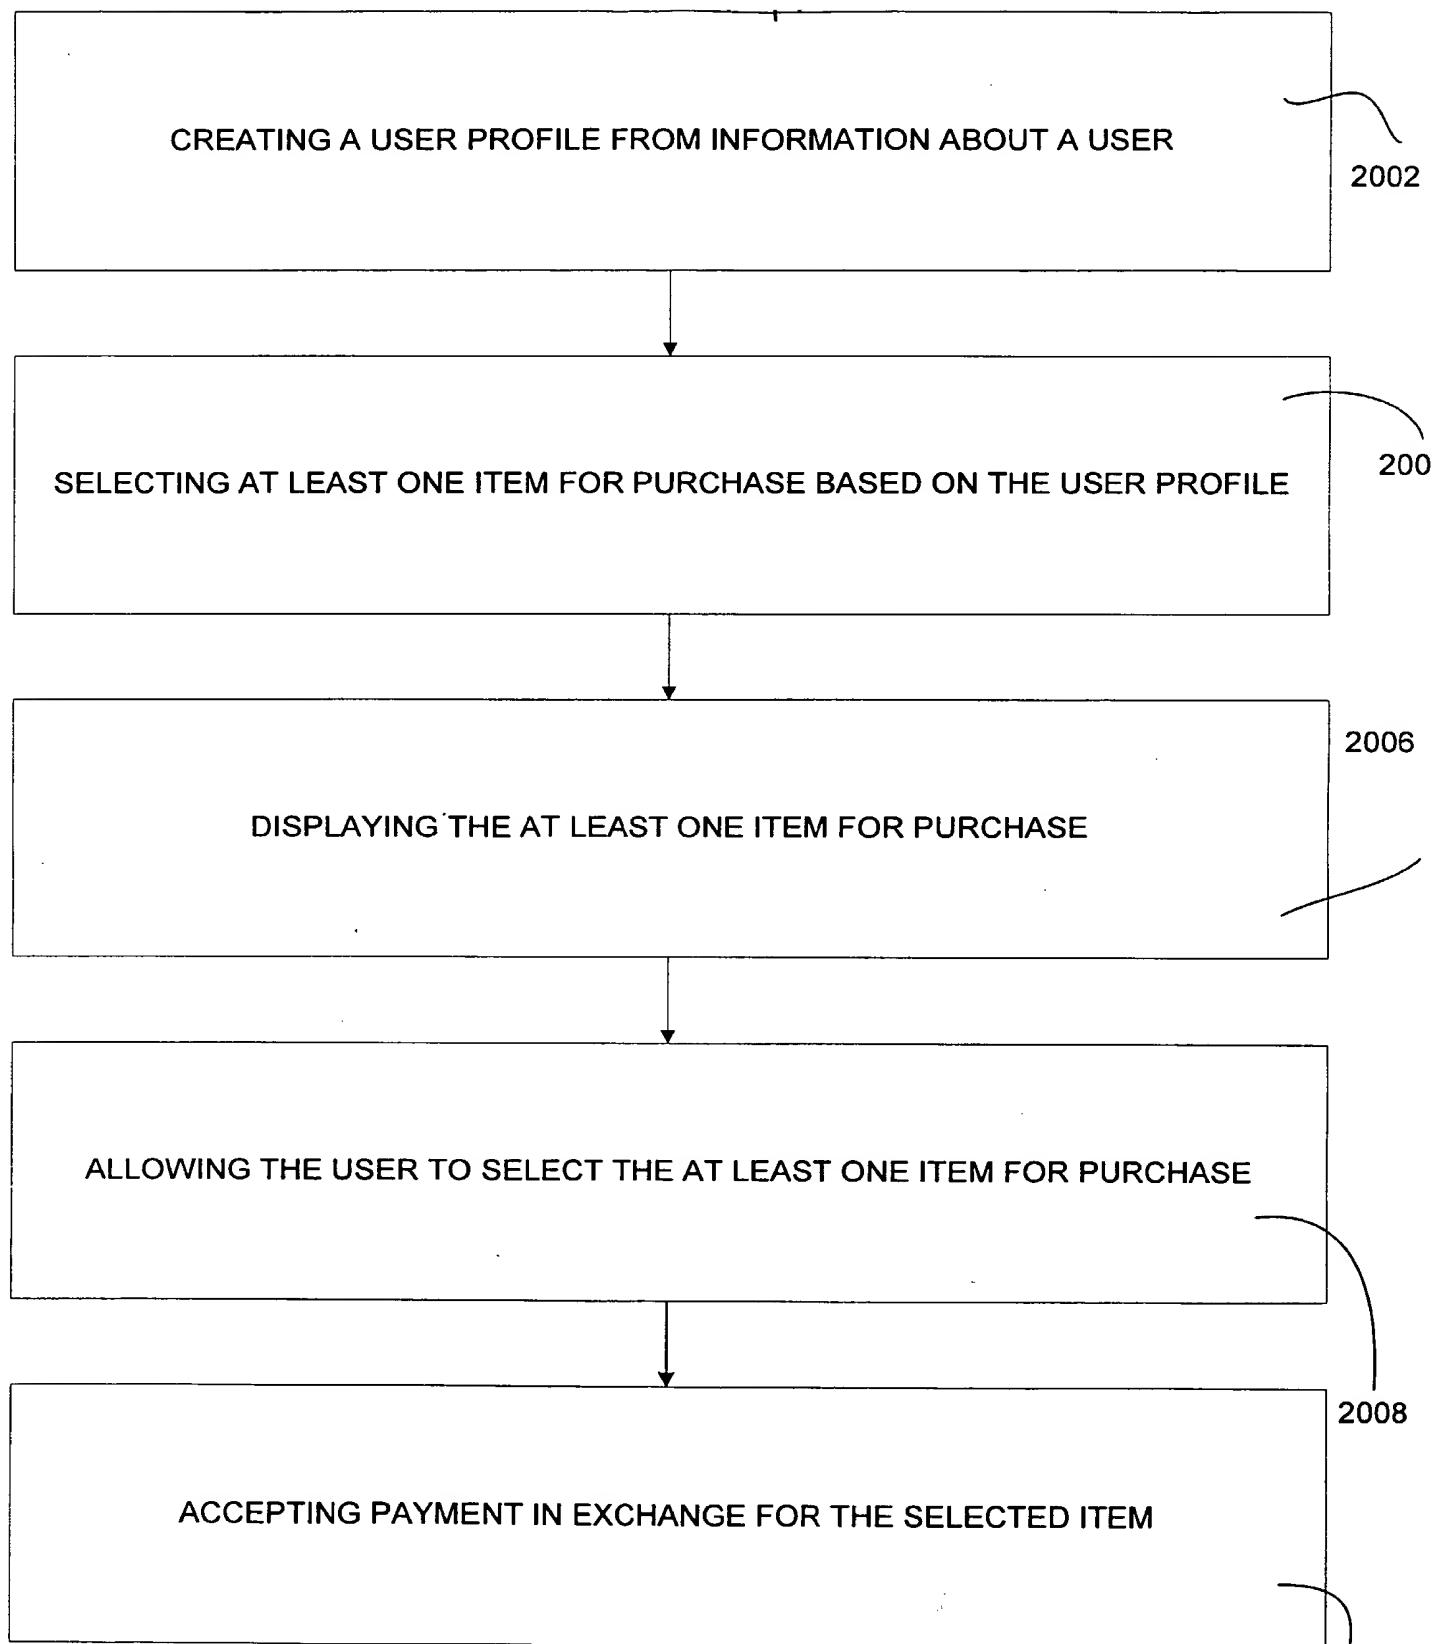 CREATING A USER PROFILE FROM INFORMATION ABOUT A USER
2002
200
SELECTING AT LEAST ONE ITEM FOR PURCHASE BASED ON THE USER PROFILE
2006
DISPLAYING THE AT LEAST ONE ITEM FOR PURCHASE
ALLOWING THE USER TO SELECT THE AT LEAST ONE ITEM FOR PURCHASE
2008
ACCEPTING PAYMENT IN EXCHANGE FOR THE SELECTED ITEM